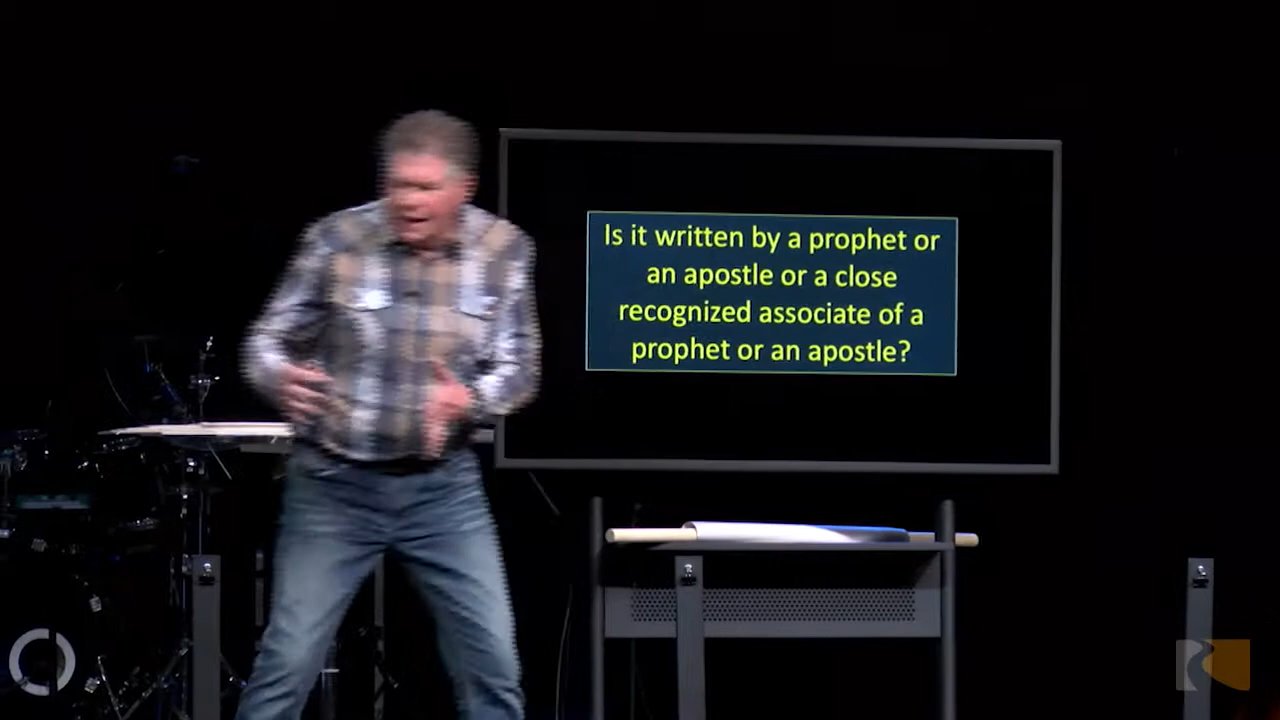 Is it written by a prophet or
an apostle or a close
recognized associate of a
prophet or an apostle?